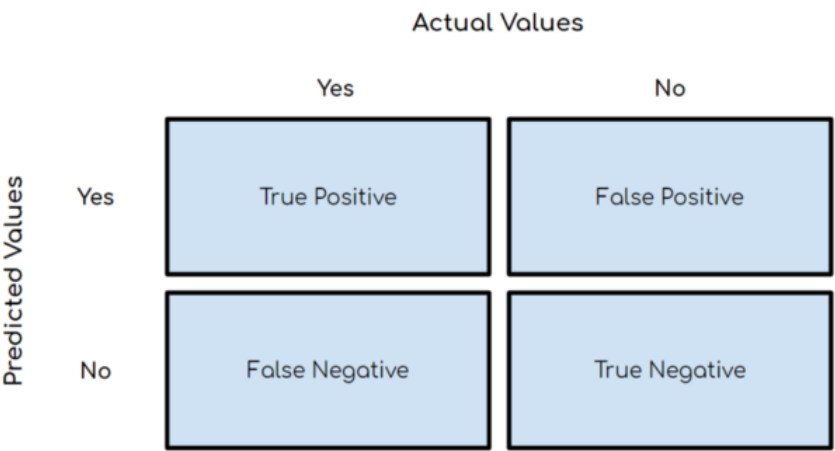 Actual Values
Yes
No
Predicted Values
Yes
True Positive
False Positive
No
False Negative
True Negative